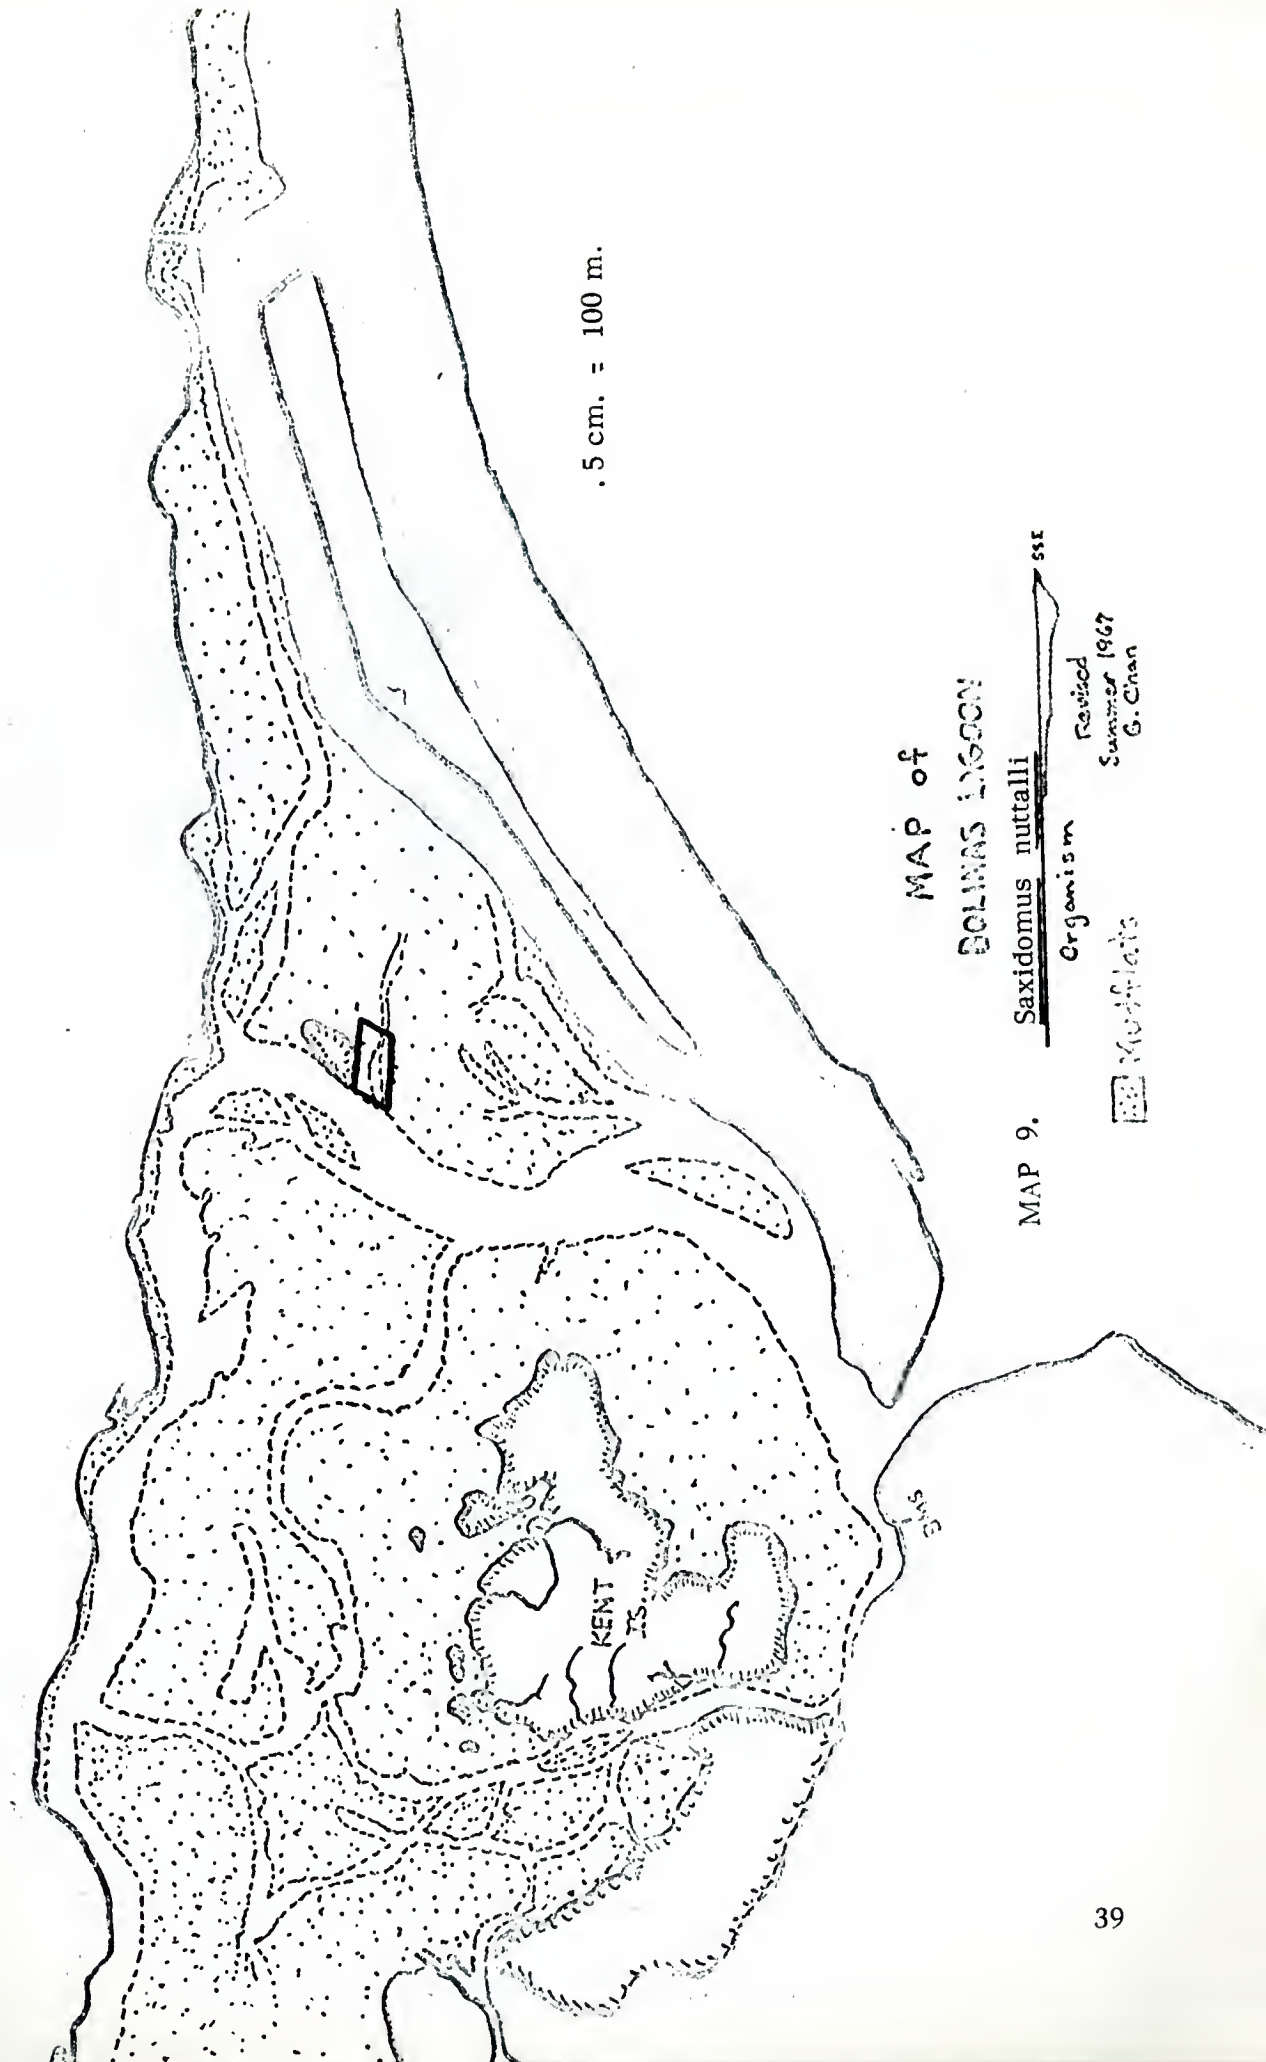 .5 cm. = 100 m.
MAP of
BOLINAS LAGOON
Saxidomus nuttalli
SSE
Organism
Revised
Summer 1967
G. Chan
MAP 9.
Mudflats
KENT
IS.
39